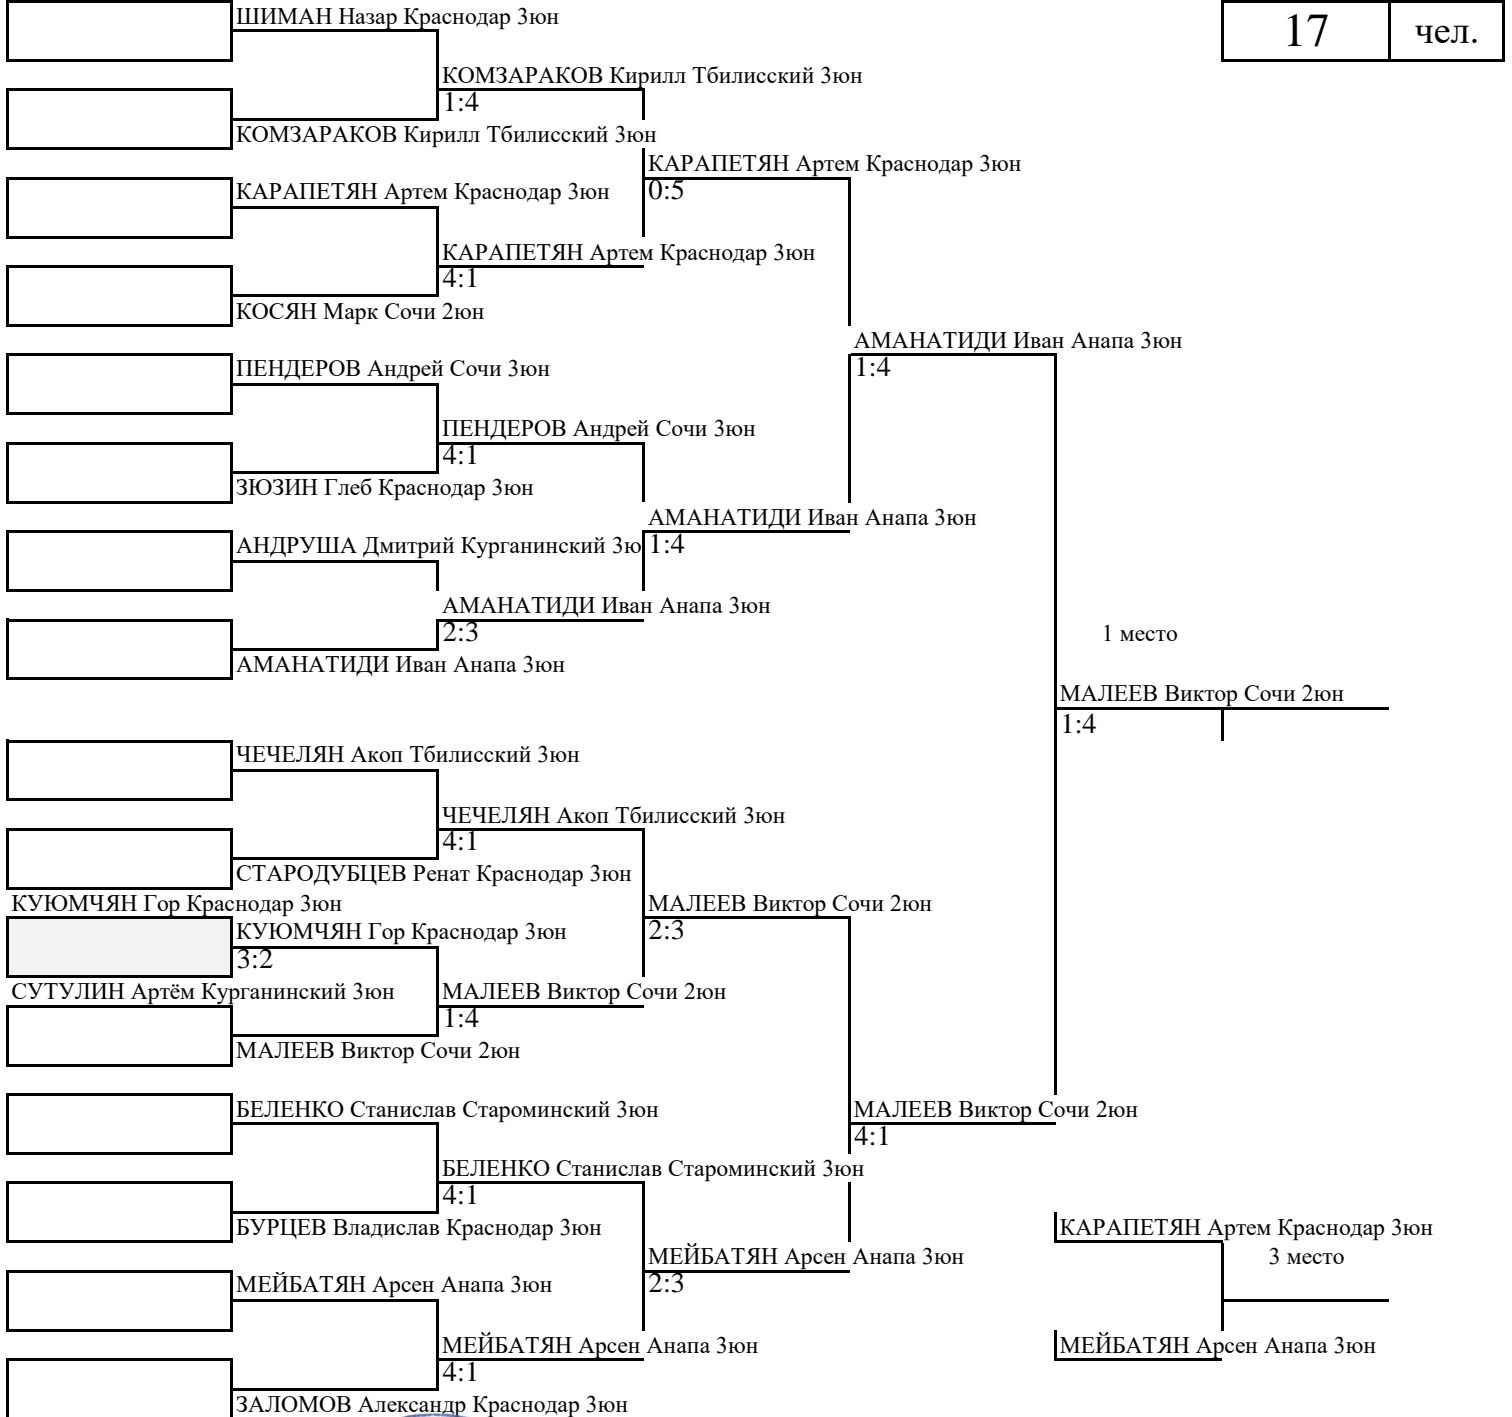 ШИМАН Назар Краснодар 3юн
17 чел.
КОМЗАРАКОВ Кирилл Тбилисский 3юн
1:4
КОМЗАРАКОВ Кирилл Тбилисский 3юн
КАРАПЕТЯН Артем Краснодар 3юн
КАРАПЕТЯН Артем Краснодар 3юн
0:5
КАРАПЕТЯН Артем Краснодар 3юн
4:1
КОСЯН Марк Сочи 2юн
АМАНАТИДИ Иван Анапа 3юн
1:4
ПЕНДЕРОВ Андрей Сочи 3юн
ПЕНДЕРОВ Андрей Сочи 3юн
4:1
ЗЮЗИН Глеб Краснодар 3юн
АМАНАТИДИ Иван Анапа 3юн
1:4
АНДРУША Дмитрий Курганинский 3ю
АМАНАТИДИ Иван Анапа 3юн
2:3
1 место
АМАНАТИДИ Иван Анапа 3юн
МАЛЕЕВ Виктор Сочи 2юн
1:4
ЧЕЧЕЛЯН Акоп Тбилисский 3юн
ЧЕЧЕЛЯН Акоп Тбилисский 3юн
4:1
СТАРОДУБЦЕВ Ренат Краснодар 3юн
КУЮМЧЯН Гор Краснодар 3юн
МАЛЕЕВ Виктор Сочи 2юн
2:3
КУЮМЧЯН Гор Краснодар 3юн
3:2
СУТУЛИН Артём Курганинский 3юн
МАЛЕЕВ Виктор Сочи 2юн
1:4
МАЛЕЕВ Виктор Сочи 2юн
БЕЛЕНКО Станислав Староминский 3юн
МАЛЕЕВ Виктор Сочи 2юн
4:1
БЕЛЕНКО Станислав Староминский 3юн
4:1
БУРЦЕВ Владислав Краснодар 3юн
КАРАПЕТЯН Артем Краснодар 3юн
МЕЙБАТЯН Арсен Анапа 3юн
2:3
3 место
МЕЙБАТЯН Арсен Анапа 3юн
МЕЙБАТЯН Арсен Анапа 3юн
4:1
МЕЙБАТЯН Арсен Анапа 3юн
ЗАЛОМОВ Александр Краснодар 3юн